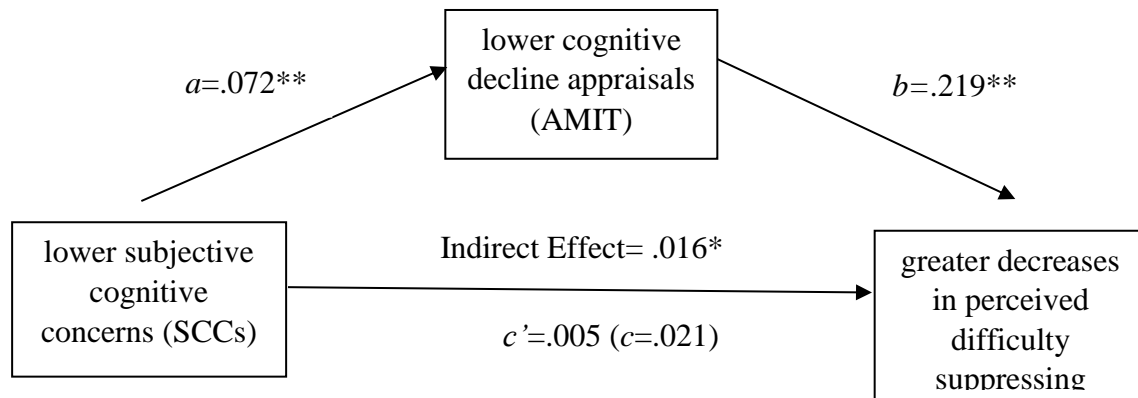 lower cognitive
decline appraisals
(AMIT)
a=.072**
b=.219**
lower subjective
cognitive
concerns (SCCs)
Indirect Effect= .016*
c’=.005 (c=.021)
greater decreases
in perceived
difficulty
suppressing